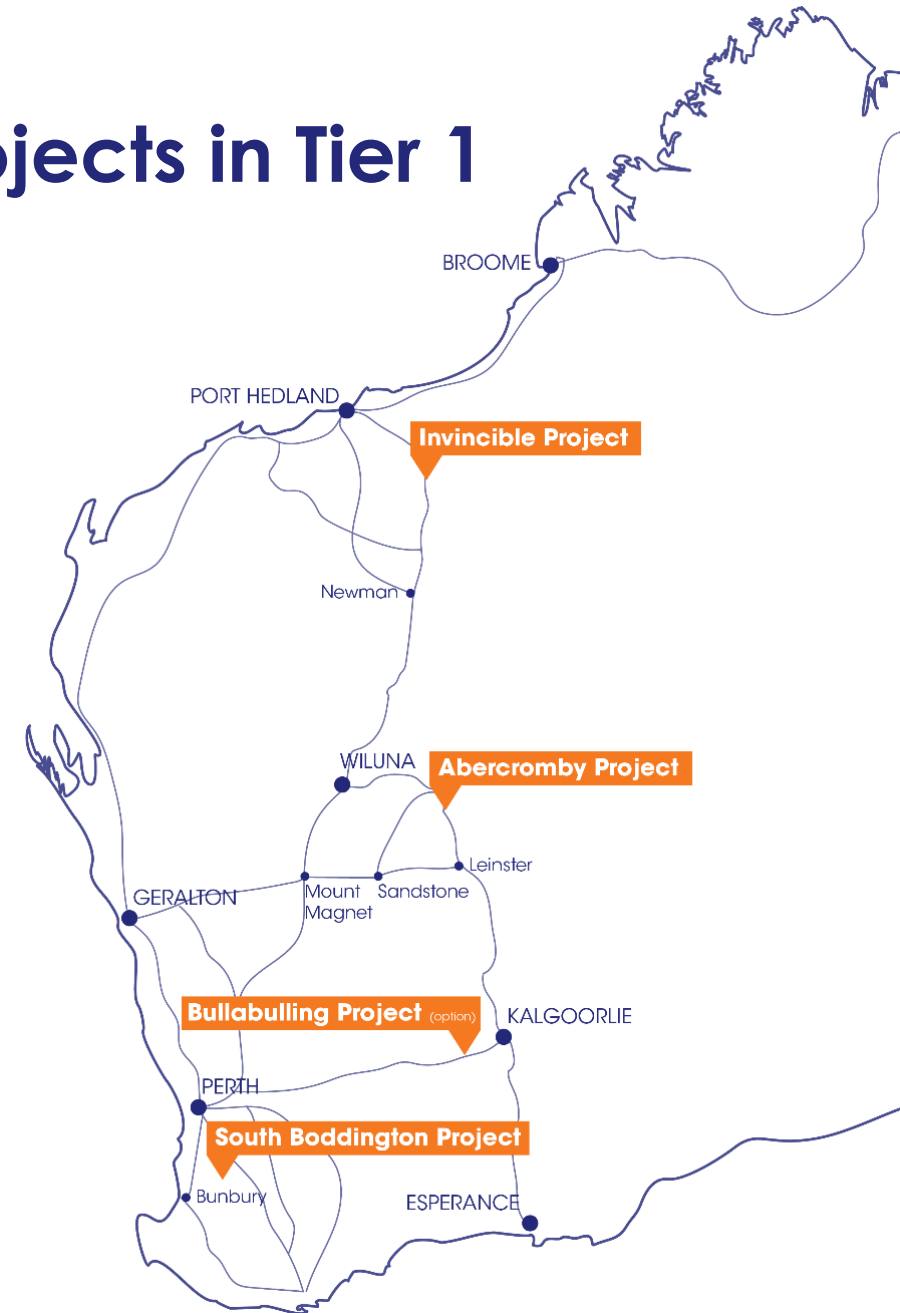 ojects in Tier 1
BROOME
PORT HEDLAND
Invincible Project
Newman
WILUNA
Abercromby Project
Leinster
Mount
Magnet
Sandstone
GERALTON
Bullabulling Project (option)
KALGOORLIE
PERTH
South Boddington Project
Bunbury
ESPERANCE